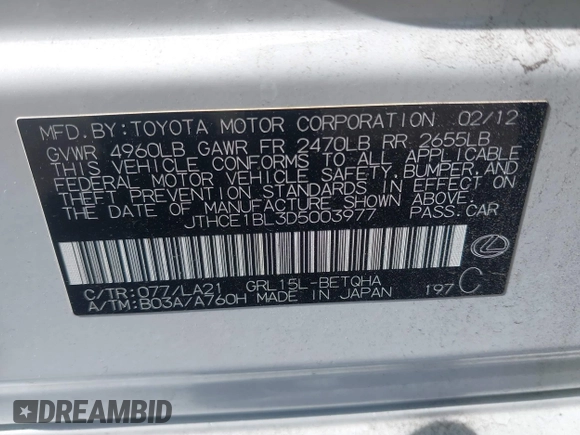 MFD. BY: TOYOTA MOTOR CORPORATION 02/12
GVWR 4960LB GAWR FR 2470LB RR 2655LB
THIS VEHICLE CONFORMS TO ALL APPLICABLE
FEDERAL MOTOR VEHICLE SAFETY, BUMPER, AND
THEFT PREVENTION STANDARDS IN EFFECT ON
THE DATE OF MANUFACTURE SHOWN ABOVE.
JTHCE1BL3D5003977 PASS. CAR
C/TR: 077/LA21 GRL15L-BETQHA
A/TM: B03A/A760H MADE IN JAPAN 197 C
DREAMBID